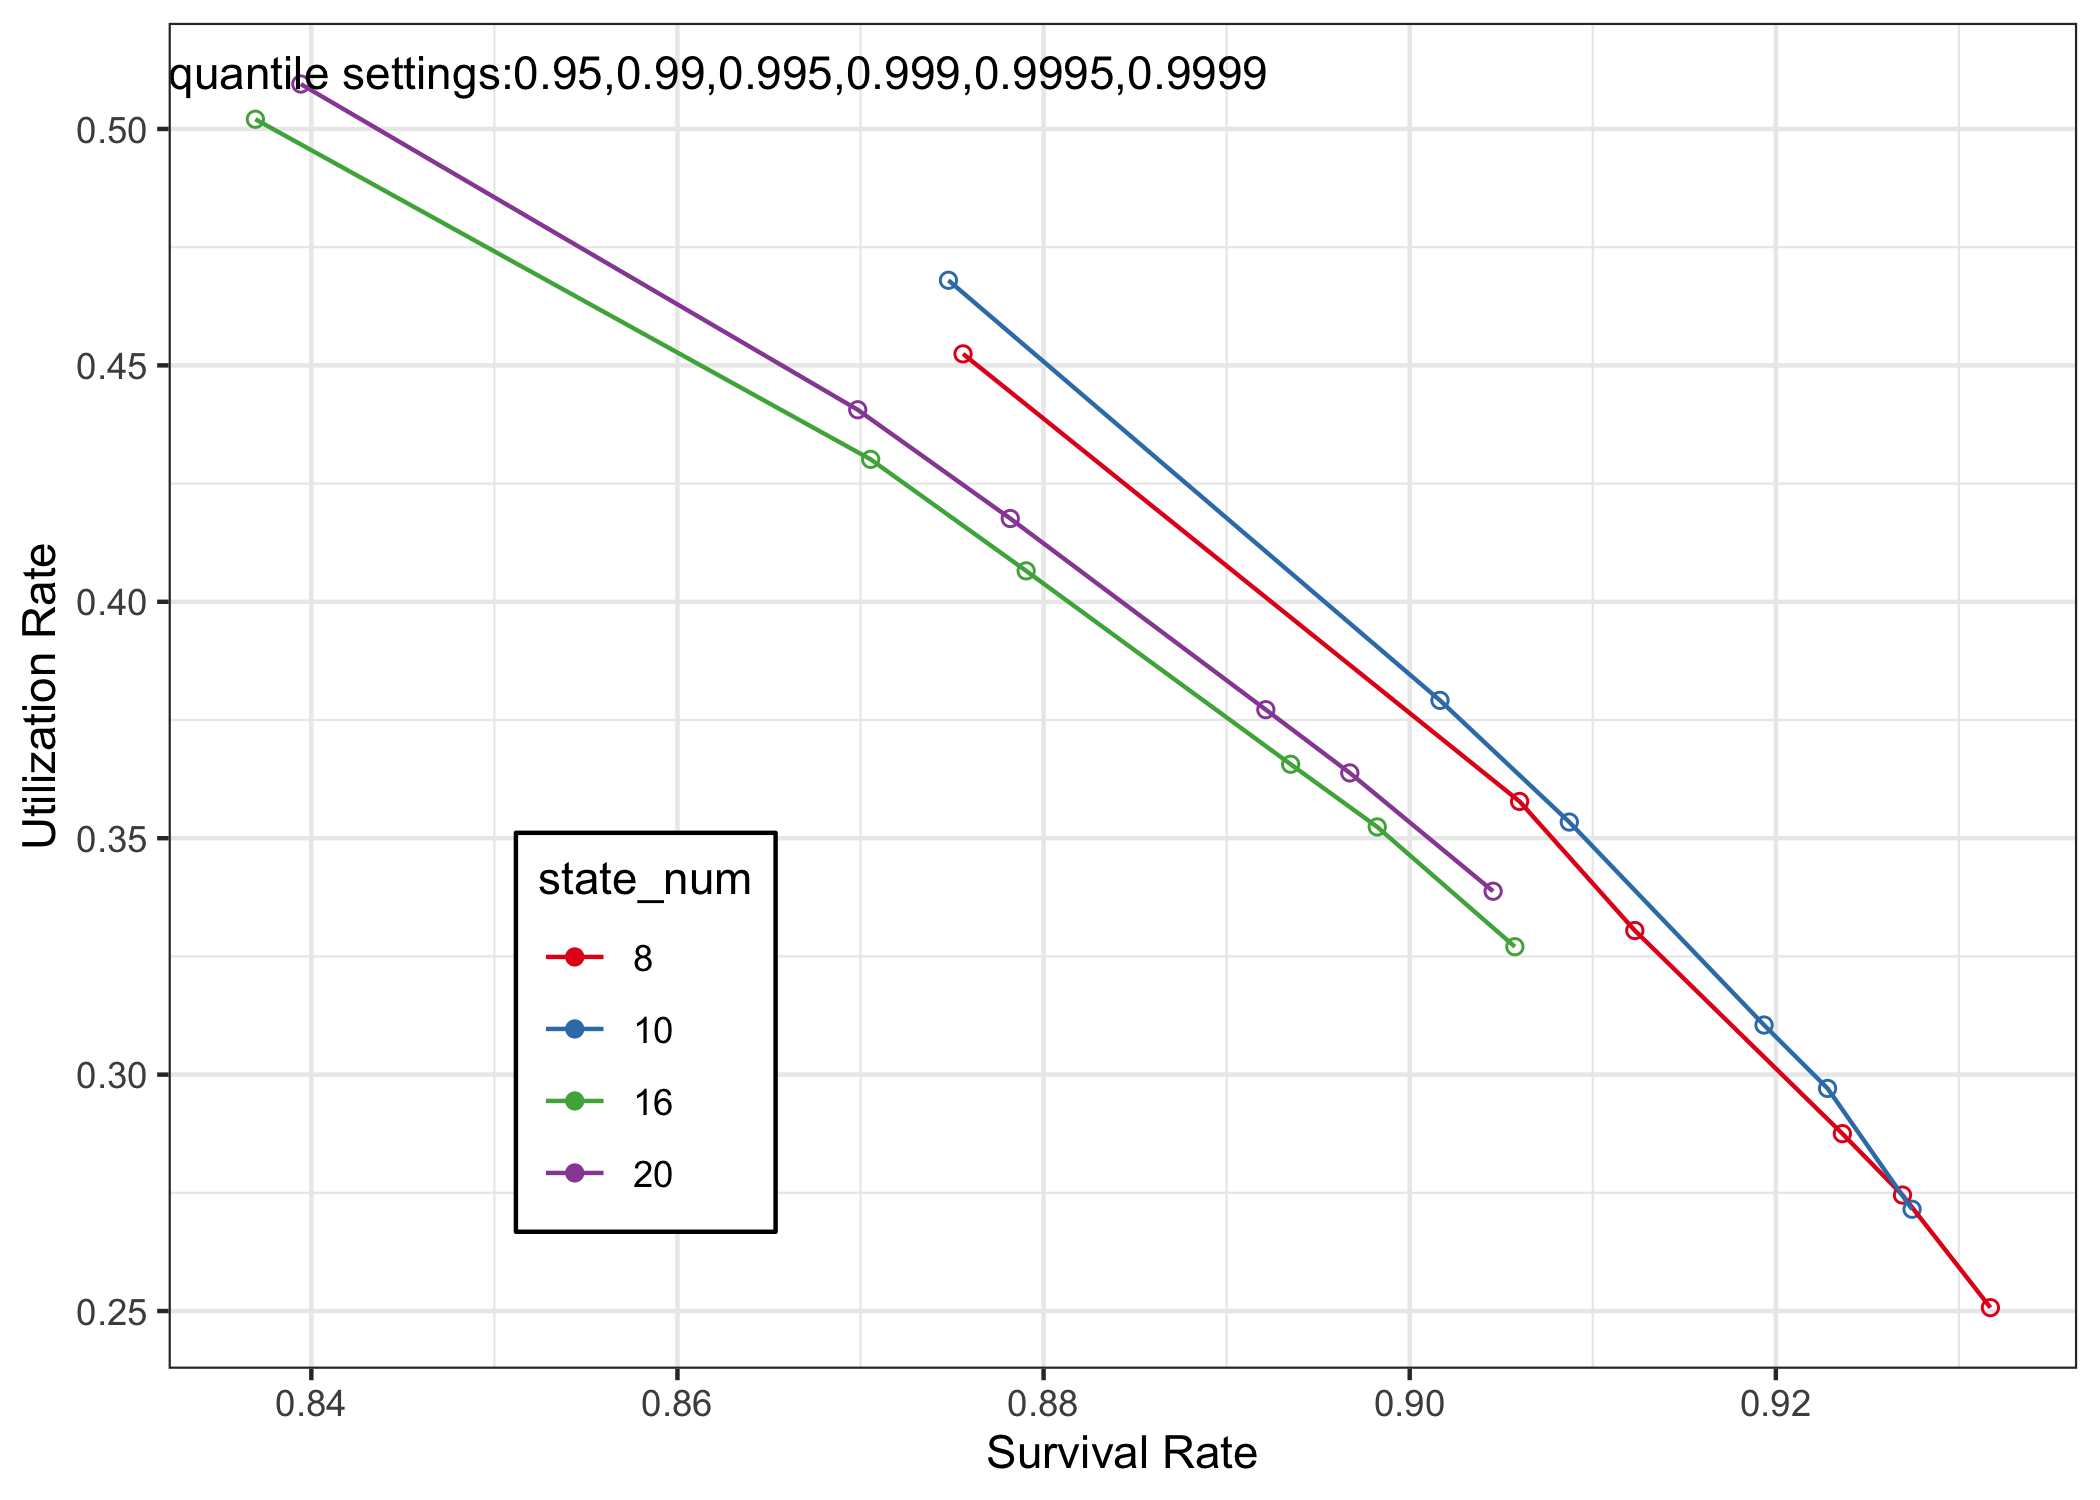 quantile settings:0.95,0.99,0.995,0.999,0.9995,0.9999
0.50
0.45
0.40
0.35
0.30
0.25
Utilization Rate
state_num
8
10
16
20
0.84 0.86 0.88 0.90 0.92
Survival Rate